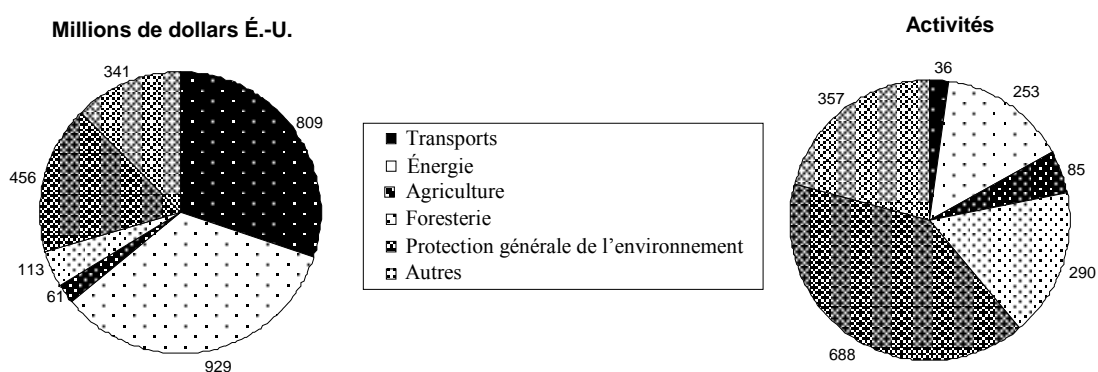 Millions de dollars É.-U.
341
809
456
113
61
929
Transports
Énergie
Agriculture
Foresterie
Protection générale de l'environnement
Autres
Activités
36
253
357
85
290
688